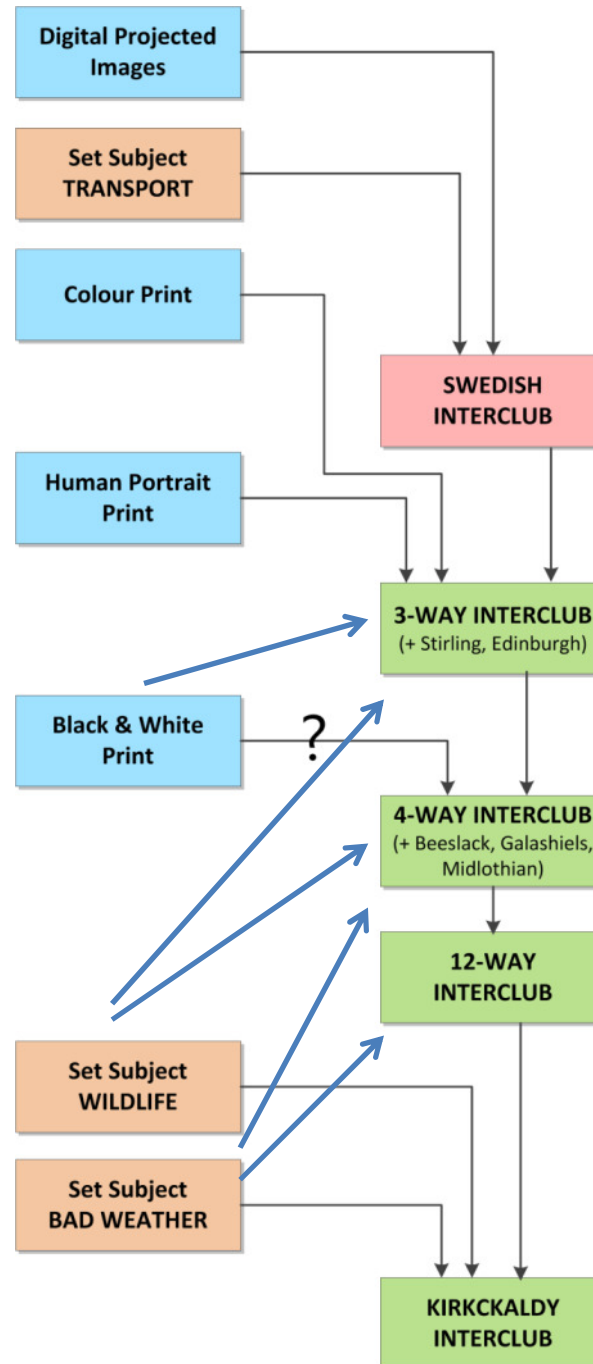 Digital Projected
Images
Set Subject
TRANSPORT
Colour Print
SWEDISH
INTERCLUB
Human Portrait
Print
3-WAY INTERCLUB
(+ Stirling, Edinburgh)
Black & White
Print
?
4-WAY INTERCLUB
(+ Beeslack, Galashiels,
Midlothian)
12-WAY
INTERCLUB
Set Subject
WILDLIFE
Set Subject
BAD WEATHER
KIRKCKALDY
INTERCLUB